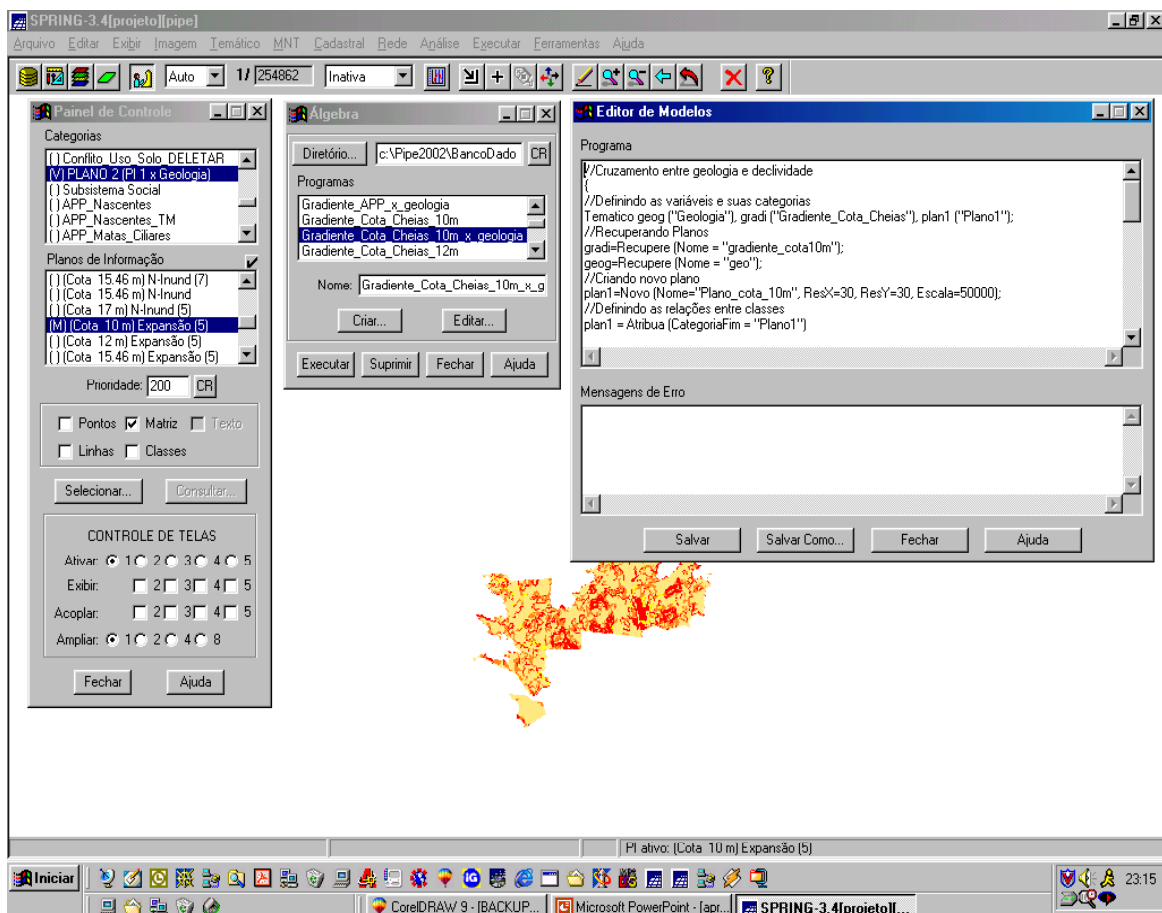 SPRING-3.4[projeto][pipe]
Arquivo Editar Exibir Imagem Temático MNT Cadastral Rede Análise Executar Ferramentas Ajuda
Auto 1/ 254862 Inativa
Painel de Controle
Categorias
( ) Conflito_Uso_Solo_DELETAR
(V) PLANO 2 (PI 1 x Geologia)
( ) Subsistema Social
( ) APP_Nascentes
( ) APP_Nascentes_TM
( ) APP_Matas_Ciliares
Planos de Informação
( ) (Cota 15.46 m) N-Inund (7)
( ) (Cota 15.46 m) N-Inund
( ) (Cota 17 m) N-Inund (5)
(M) (Cota 10 m) Expansão (5)
( ) (Cota 12 m) Expansão (5)
( ) (Cota 15.46 m) Expansão (5)
Prioridade: 200 CR
Pontos Matriz Texto
Linhas Classes
Selecionar... Consultar...
CONTROLE DE TELAS
Ativar: 1 2 3 4 5
Exibir: 2 3 4 5
Acoplar: 2 3 4 5
Ampliar: 1 2 4 8
Fechar Ajuda
Álgebra
Diretório... c:\Pipe2002\BancoDado CR
Programas
Gradiente_APP_x_geologia
Gradiente_Cota_Cheias_10m
Gradiente_Cota_Cheias_10m_x_geologia
Gradiente_Cota_Cheias_12m
Nome: Gradiente_Cota_Cheias_10m_x_g
Criar... Editar...
Executar Suprimir Fechar Ajuda
Editor de Modelos
Programa
//Cruzamento entre geologia e declividade
{
//Definindo as variáveis e suas categorias
Tematico geog ("Geologia"), gradi ("Gradiente_Cota_Cheias"), plan1 ("Plano1");
//Recuperando Planos
gradi=Recupere (Nome = "gradiente_cota10m");
geog=Recupere (Nome = "geo");
//Criando novo plano
plan1=Novo (Nome="Plano_cota_10m", ResX=30, ResY=30, Escala=50000);
//Definindo as relações entre classes
plan1 = Atribua (CategoriaFim = "Plano1")
Mensagens de Erro
Salvar Salvar Como... Fechar Ajuda
PI ativo: (Cota 10 m) Expansão (5)
Iniciar
23:15
CorelDRAW 9 - [BACKUP... Microsoft PowerPoint - [apr... SPRING-3.4[projeto][...